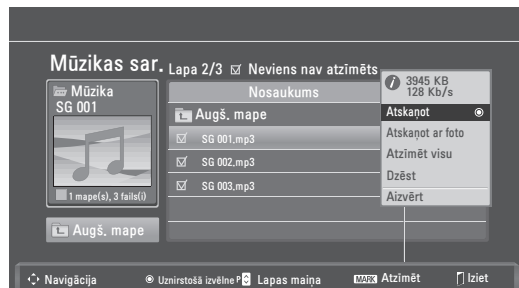 Mūzikas sar.
Lapa 2/3 Neviens nav atzīmēts
Mūzika
SG 001
1 mape(s), 3 fails(i)
Augš. mape
Nosaukums
Augš. mape
SG 001.mp3
SG 002.mp3
SG 003.mp3
3945 KB
128 Kb/s
Atskaņot
Atskaņot ar foto
Atzīmēt visu
Dzēst
Aizvērt
Navigācija
Uznirstošā izvēlne
P Lapas maiņa
MARK Atzīmēt
Iziet